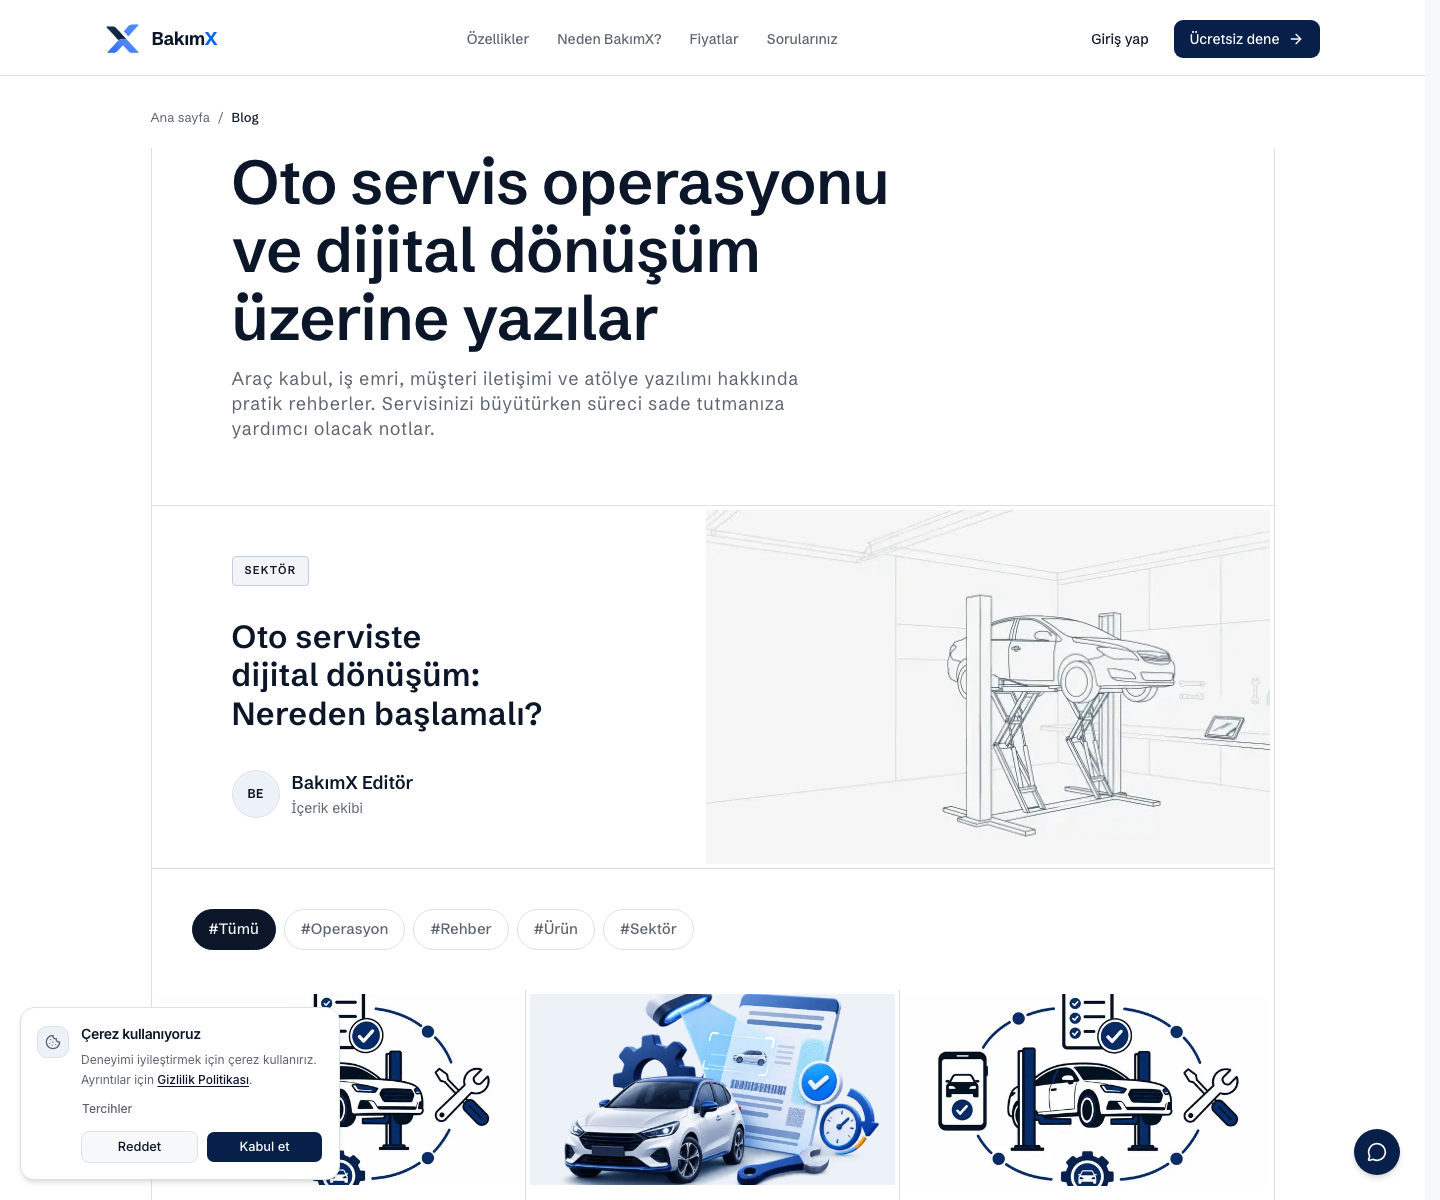 BakımX
Özellikler
Neden BakımX?
Fiyatlar
Sorularınız
Giriş yap
Ücretsiz dene
Ana sayfa / Blog
Oto servis operasyonu
ve dijital dönüşüm
üzerine yazılar
Araç kabul, iş emri, müşteri iletişimi ve atölye yazılımı hakkında
pratik rehberler. Servisinizi büyütürken süreci sade tutmanıza
yardımcı olacak notlar.
SEKTÖR
Oto serviste
dijital dönüşüm:
Nereden başlamalı?
BE
BakımX Editör
İçerik ekibi
#Tümü
#Operasyon
#Rehber
#Ürün
#Sektör
Çerez kullanıyoruz
Deneyimi iyileştirmek için çerez kullanırız.
Ayrıntılar için Gizlilik Politikası.
Tercihler
Reddet
Kabul et